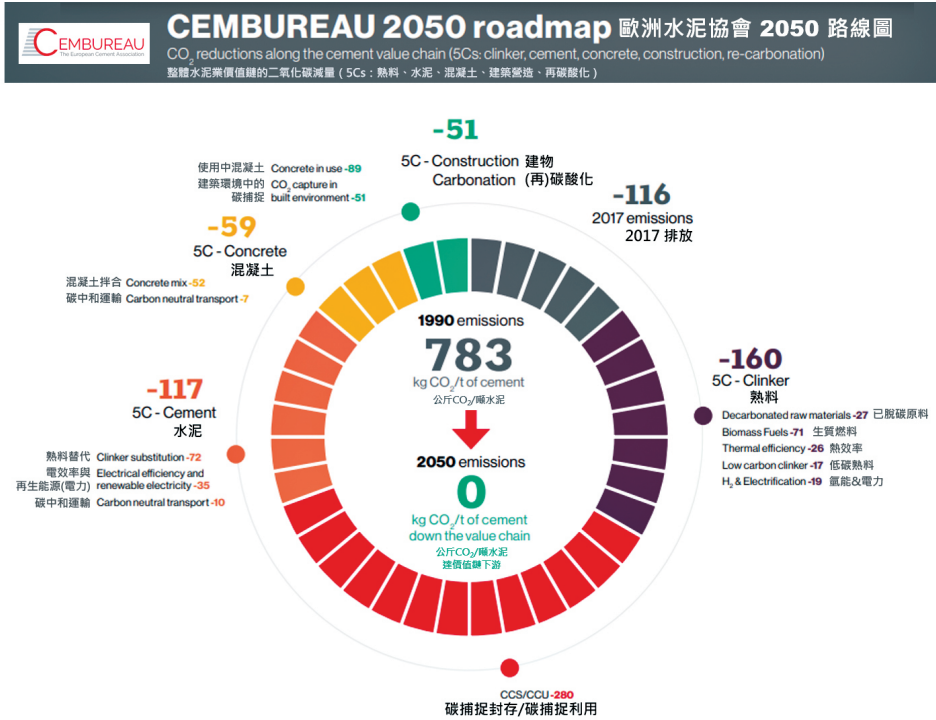 CEMBUREAU
The European Cement Association
CEMBUREAU 2050 roadmap 歐洲水泥協會 2050 路線圖
CO₂ reductions along the cement value chain (5Cs: clinker, cement, concrete, construction, re-carbonation)
整體水泥業價值鏈的二氧化碳減量 ( 5Cs：熟料、水泥、混凝土、建築營造、再碳酸化 )
-51
5C - Construction 建物
Carbonation (再)碳酸化
使用中混凝土 Concrete in use -89
建築環境中的 CO₂ capture in
碳捕捉 built environment -51
-116
2017 emissions
2017 排放
-59
5C - Concrete
混凝土
混凝土拌合 Concrete mix -52
碳中和運輸 Carbon neutral transport -7
1990 emissions
783
kg CO₂/t of cement
公斤CO₂/噸水泥
2050 emissions
0
kg CO₂/t of cement
down the value chain
公斤CO₂/噸水泥
達價值鏈下游
-160
5C - Clinker
熟料
Decarbonated raw materials -27 已脫碳原料
Biomass Fuels -71 生質燃料
Thermal efficiency -26 熱效率
Low carbon clinker -17 低碳熟料
H₂ & Electrification -19 氫能&電力
-117
5C - Cement
水泥
熟料替代 Clinker substitution -72
電效率與 Electrical efficiency and
再生能源(電力) renewable electricity -35
碳中和運輸 Carbon neutral transport -10
CCS/CCU -280
碳捕捉封存/碳捕捉利用